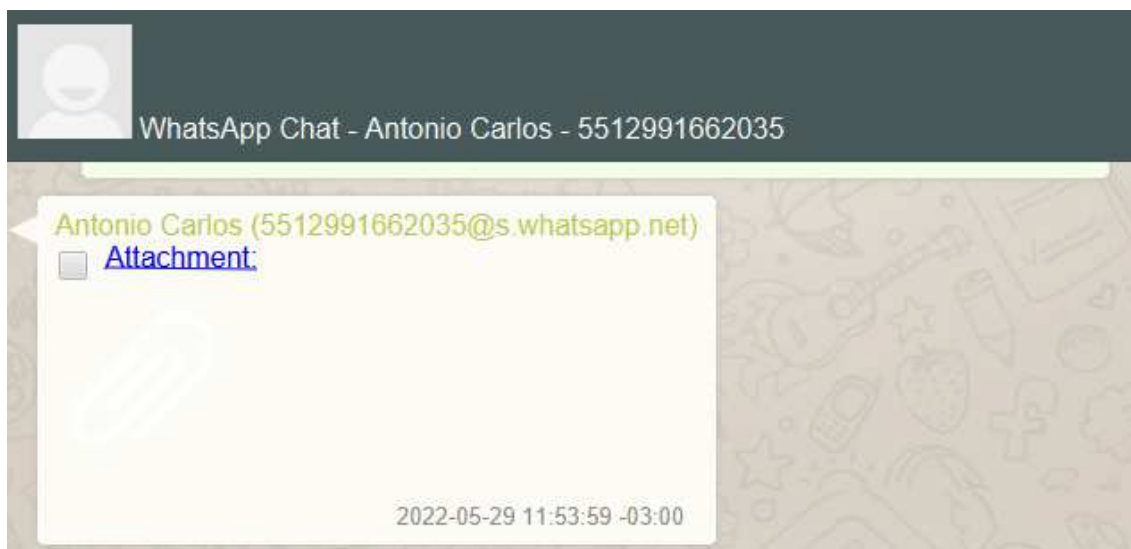 WhatsApp Chat - Antonio Carlos - 5512991662035
Antonio Carlos (5512991662035@s.whatsapp.net)
Attachment:
2022-05-29 11:53:59 -03:00